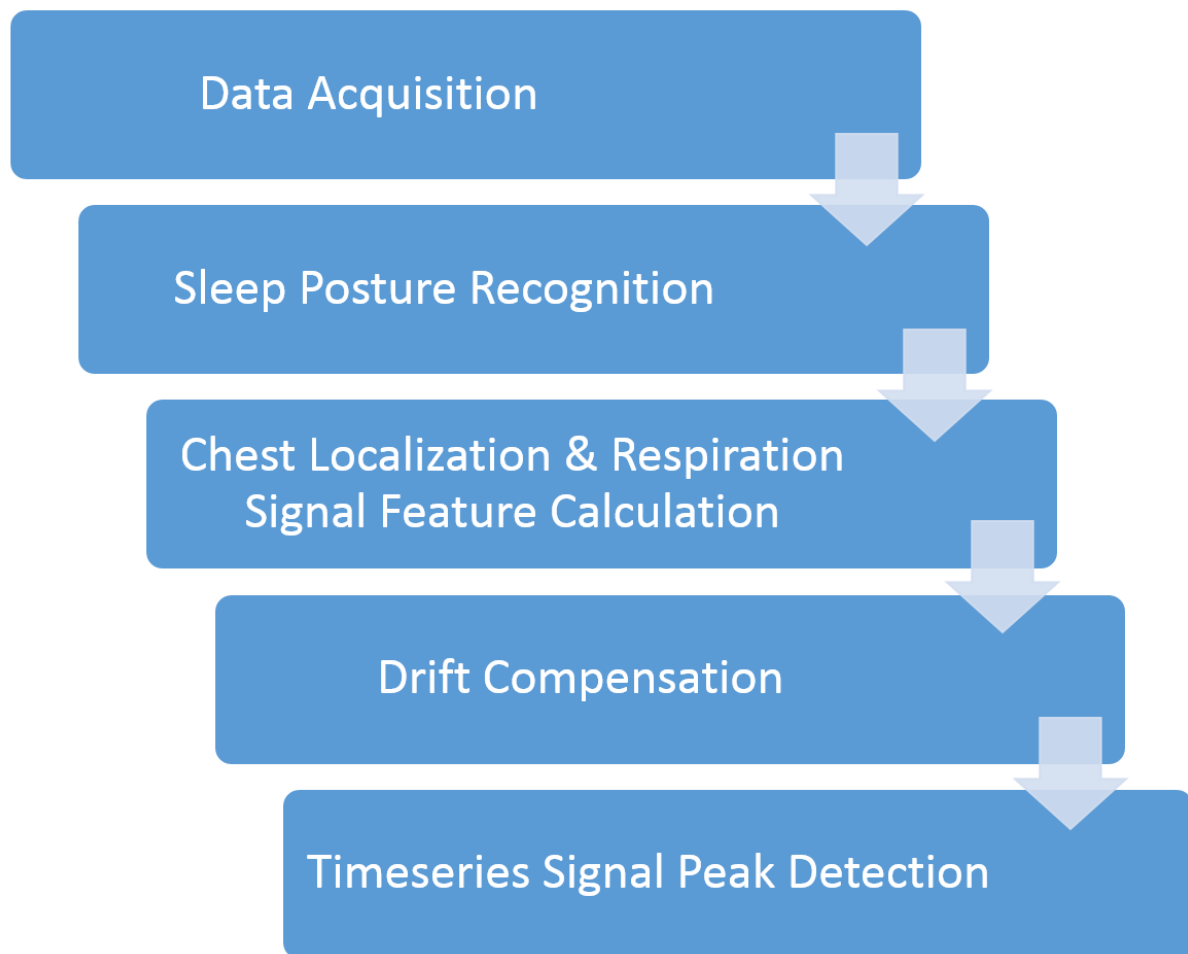 Data Acquisition
Sleep Posture Recognition
Chest Localization & Respiration
Signal Feature Calculation
Drift Compensation
Timeseries Signal Peak Detection